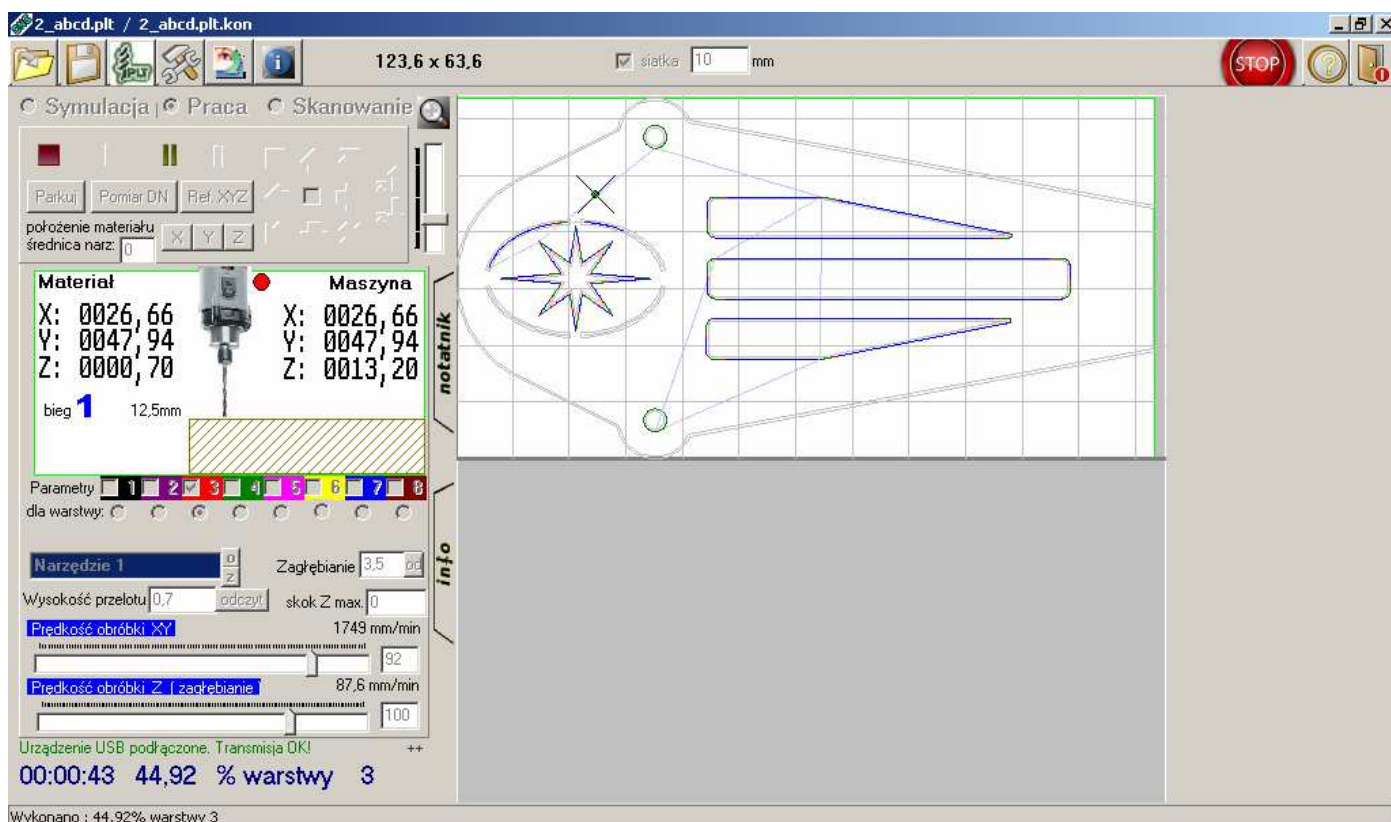 2_abcd.plt / 2_abcd.plt.kon
PLT
123,6 x 63,6
siatka 10 mm
STOP
Symulacja Praca Skanowanie
Parkuj Pomiar DN Ref. XYZ
położenie materiału
średnica narz: 0 X Y Z
Materiał Maszyna
X: 0026,66 X: 0026,66
Y: 0047,94 Y: 0047,94
Z: 0000,70 Z: 0013,20
bieg 1 12,5mm
notatnik
Parametry 1 2 3 4 5 6 7 8
dla warstwy:
info
Narzędzie 1 o z Zagłębianie 3,5 od
Wysokość przelotu 0,7 odczyt skok Z max. 0
Prędkość obróbki XY 1749 mm/min
92
Prędkość obróbki Z ( zagłębianie 87,6 mm/min
100
Urządzenie USB podłączone. Transmisja OK! ++
00:00:43 44,92 % warstwy 3
Wykonano : 44,92% warstwy 3